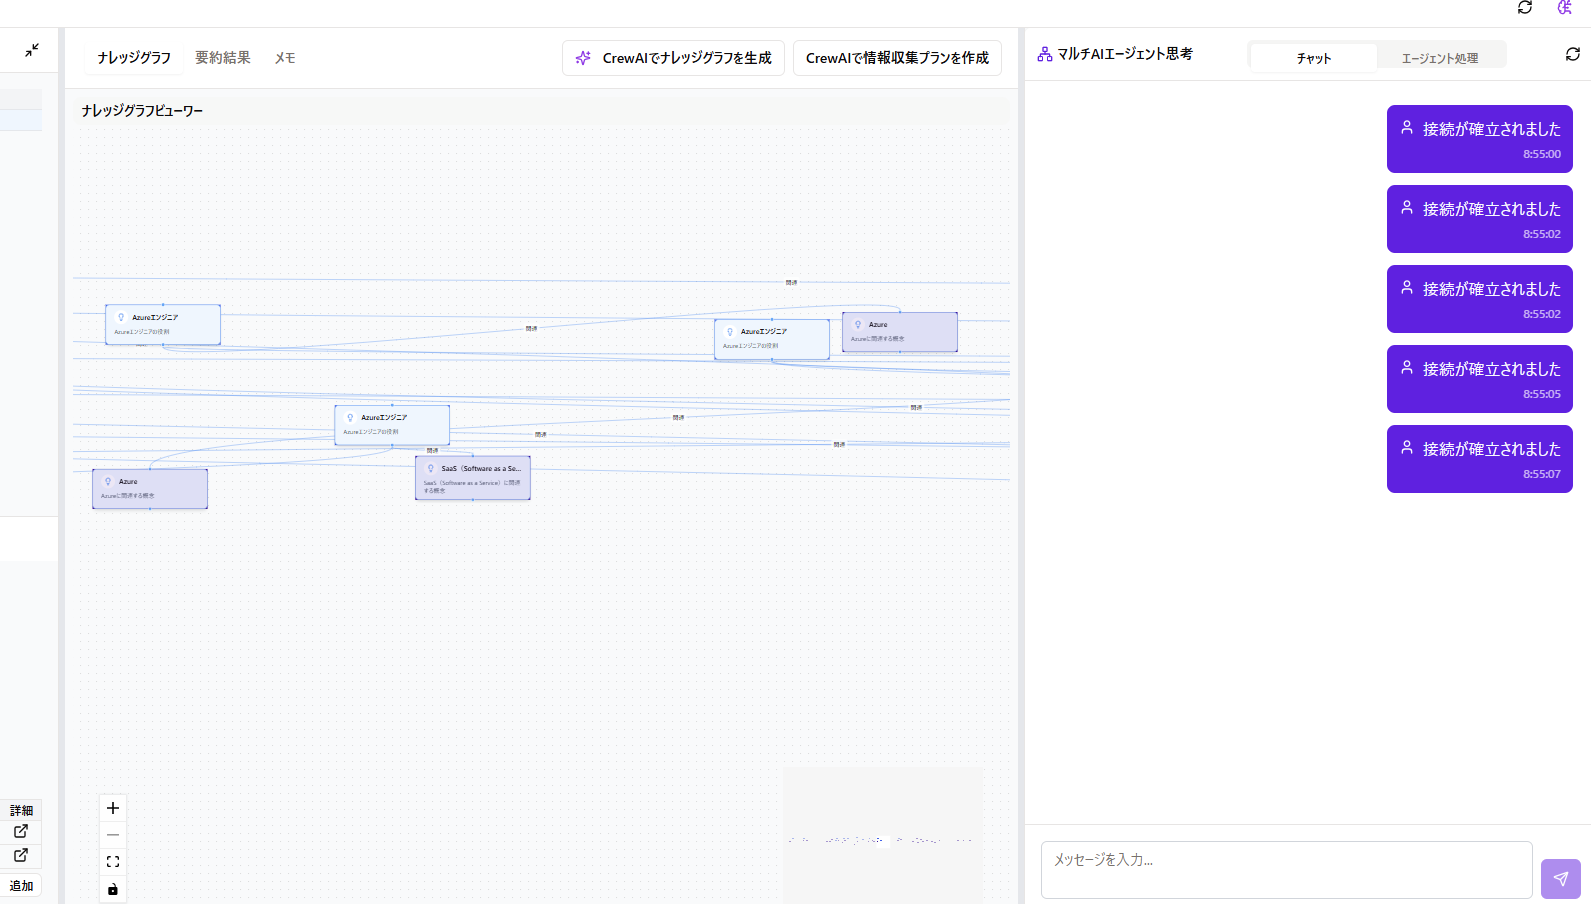 ナレッジグラフ
要約結果
メモ
CrewAIでナレッジグラフを生成
CrewAIで情報収集プランを作成
ナレッジグラフビューワー
関連
Azureエンジニア
Azureエンジニアの役割
関連
Azureエンジニア
Azureエンジニアの役割
Azure
Azureに関連する概念
Azureエンジニア
Azureエンジニアの役割
関連
関連
関連
関連
関連
Azure
Azureに関連する概念
SaaS（Software as a Se...
SaaS（Software as a Service）に関連
する概念
詳細
追加
マルチAIエージェント思考
チャット
エージェント処理
接続が確立されました
8:55:00
接続が確立されました
8:55:02
接続が確立されました
8:55:02
接続が確立されました
8:55:05
接続が確立されました
8:55:07
メッセージを入力...